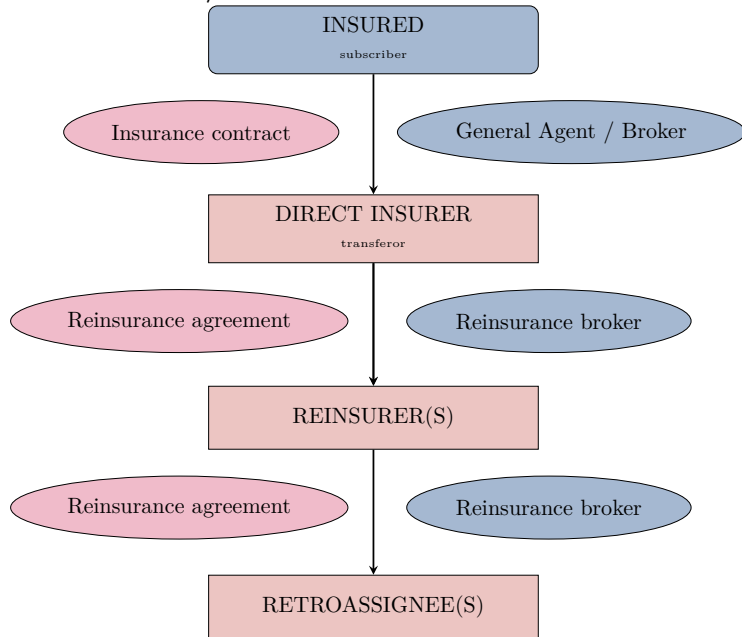 INSURED
subscriber
Insurance contract
General Agent / Broker
DIRECT INSURER
transferor
Reinsurance agreement
Reinsurance broker
REINSURER(S)
Reinsurance agreement
Reinsurance broker
RETROASSIGNEE(S)